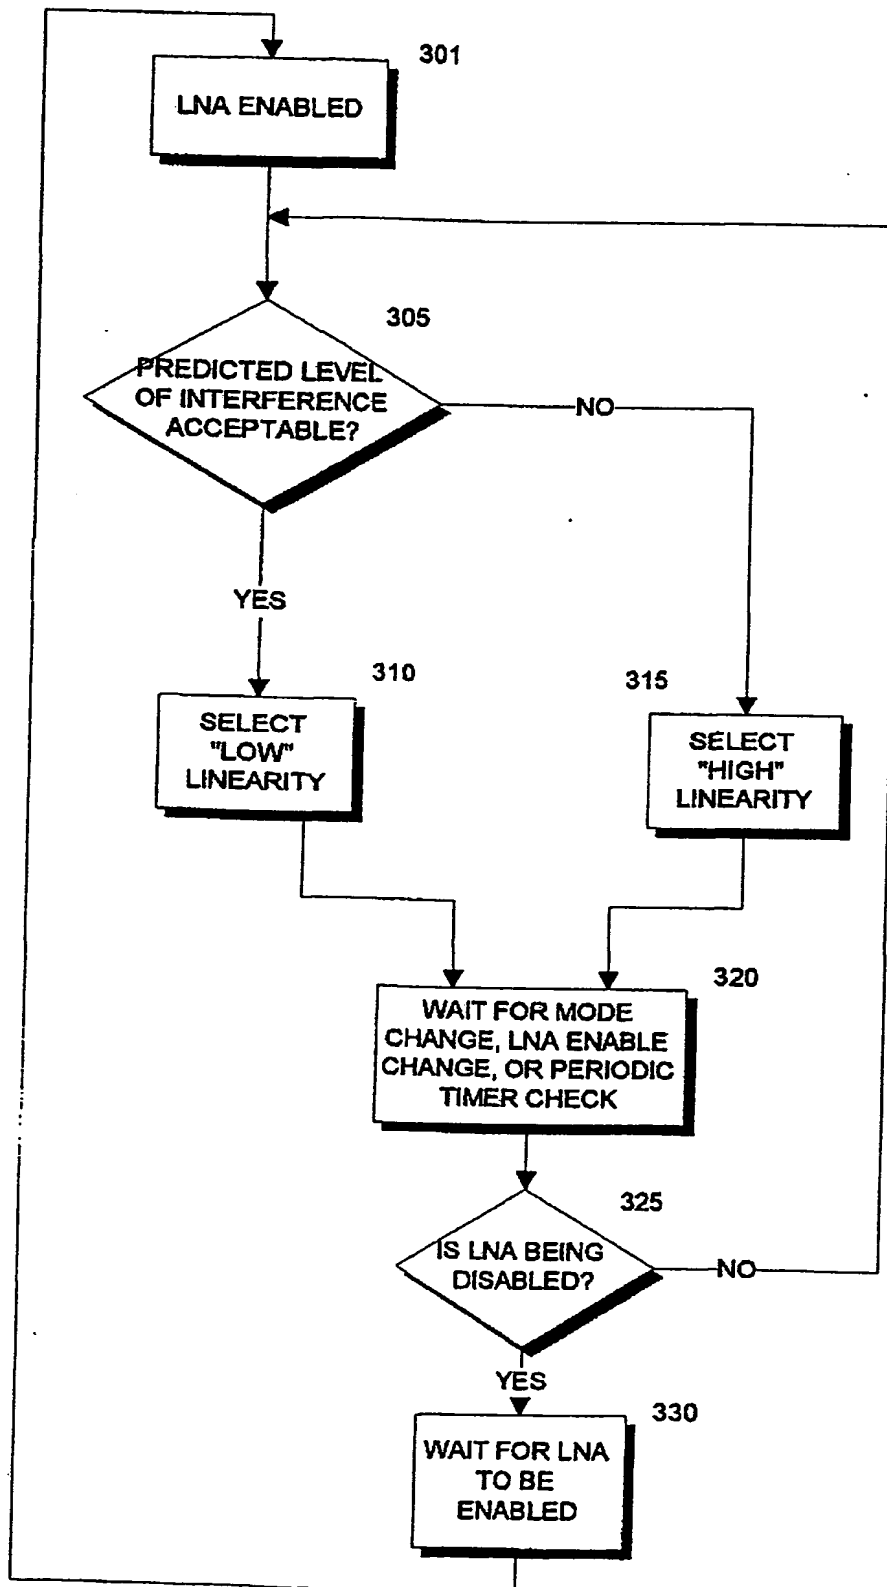 301
LNA ENABLED
305
PREDICTED LEVEL
OF INTERFERENCE
ACCEPTABLE?
NO
YES
310
SELECT
"LOW"
LINEARITY
315
SELECT
"HIGH"
LINEARITY
320
WAIT FOR MODE
CHANGE, LNA ENABLE
CHANGE, OR PERIODIC
TIMER CHECK
325
IS LNA BEING
DISABLED?
NO
YES
330
WAIT FOR LNA
TO BE
ENABLED